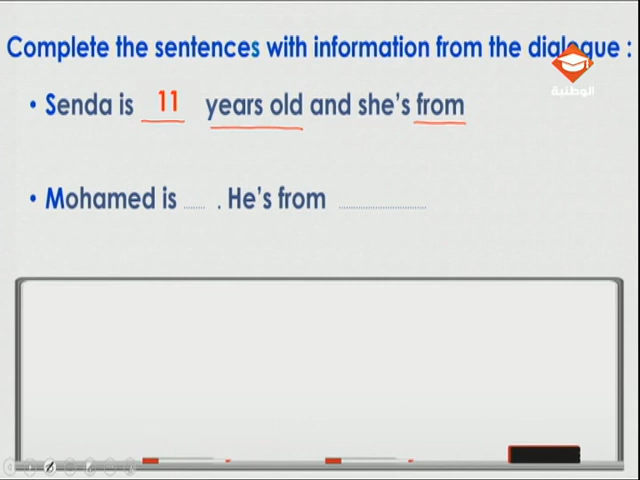 Complete the sentences with information from the dialogue :
• Senda is 11 years old and she's from
• Mohamed is ...... . He's from ..........................
الوطنية